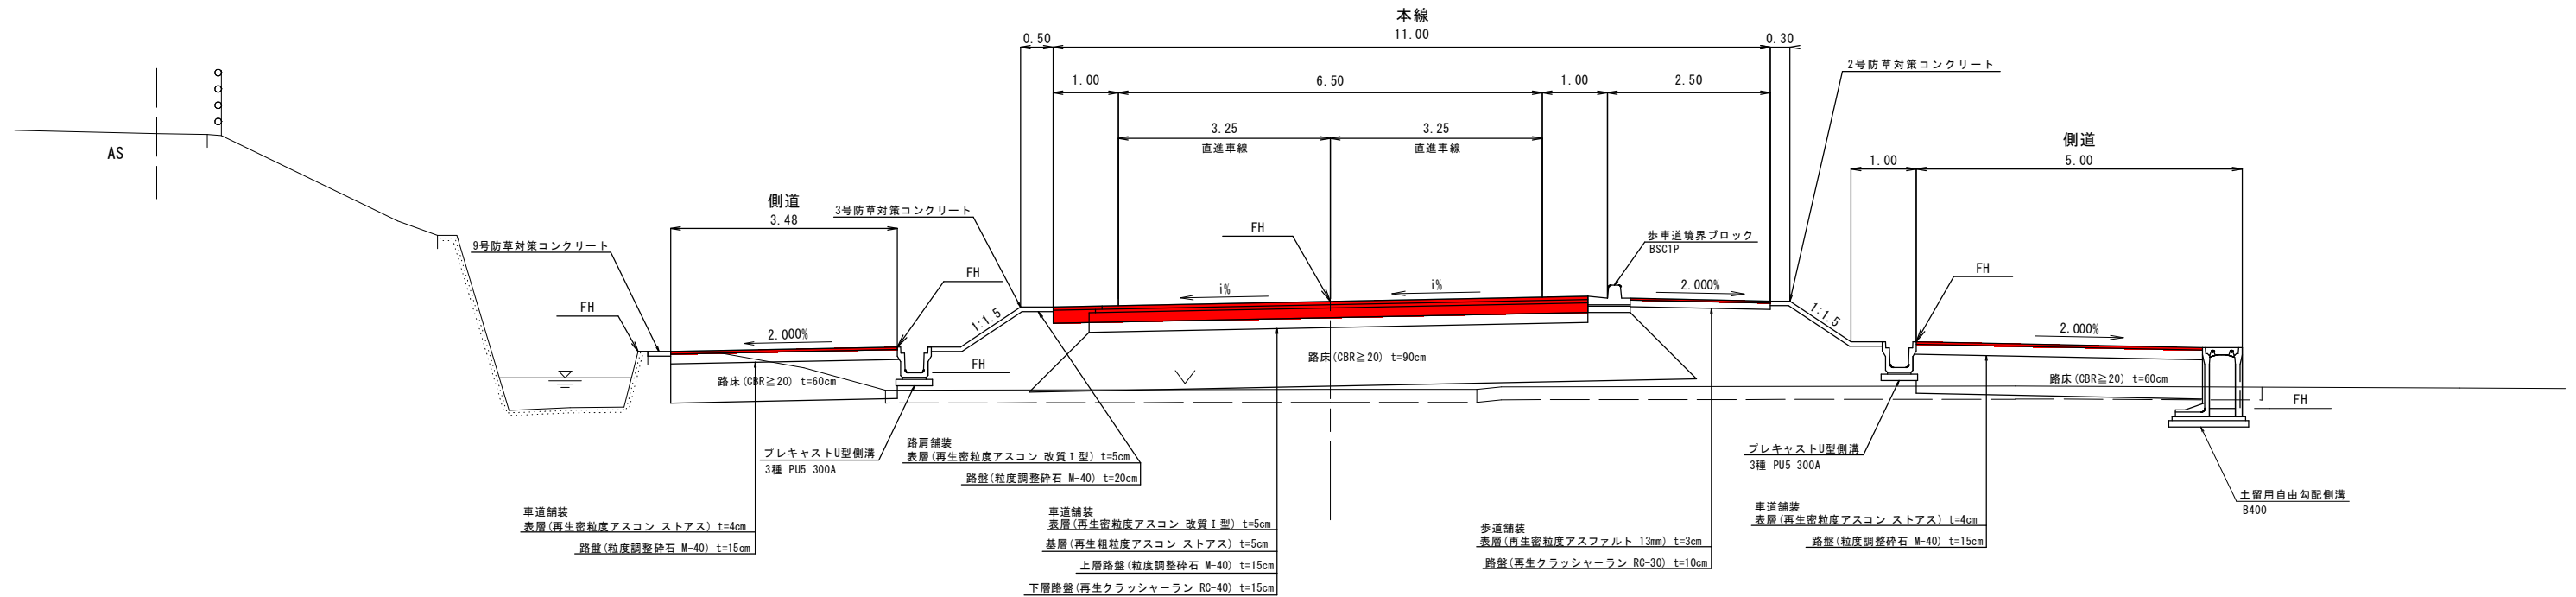 本線
11.00
0.50
0.30
1.00
6.50
1.00
2.50
2号防草対策コンクリート
3.25
直進車線
3.25
直進車線
AS
側道
5.00
1.00
側道
3.48
3号防草対策コンクリート
9号防草対策コンクリート
FH
歩車道境界ブロック
BSC1P
FH
FH
FH
i%
i%
2.000%
1:1.5
1:1.5
2.000%
2.000%
路床(CBR≧20) t=60cm
FH
路床(CBR≧20) t=90cm
路床(CBR≧20) t=60cm
FH
プレキャストU型側溝
3種 PU5 300A
路肩舗装
表層(再生密粒度アスコン 改質Ⅰ型) t=5cm
路盤(粒度調整砕石 M-40) t=20cm
プレキャストU型側溝
3種 PU5 300A
土留用自由勾配側溝
B400
車道舗装
表層(再生密粒度アスコン ストアス) t=4cm
路盤(粒度調整砕石 M-40) t=15cm
車道舗装
表層(再生密粒度アスコン 改質Ⅰ型) t=5cm
基層(再生粗粒度アスコン ストアス) t=5cm
上層路盤(粒度調整砕石 M-40) t=15cm
下層路盤(再生クラッシャーラン RC-40) t=15cm
歩道舗装
表層(再生密粒度アスファルト 13mm) t=3cm
路盤(再生クラッシャーラン RC-30) t=10cm
車道舗装
表層(再生密粒度アスコン ストアス) t=4cm
路盤(粒度調整砕石 M-40) t=15cm